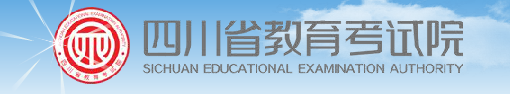 四川省教育考试院
SICHUAN EDUCATIONAL EXAMINATION AUTHORITY